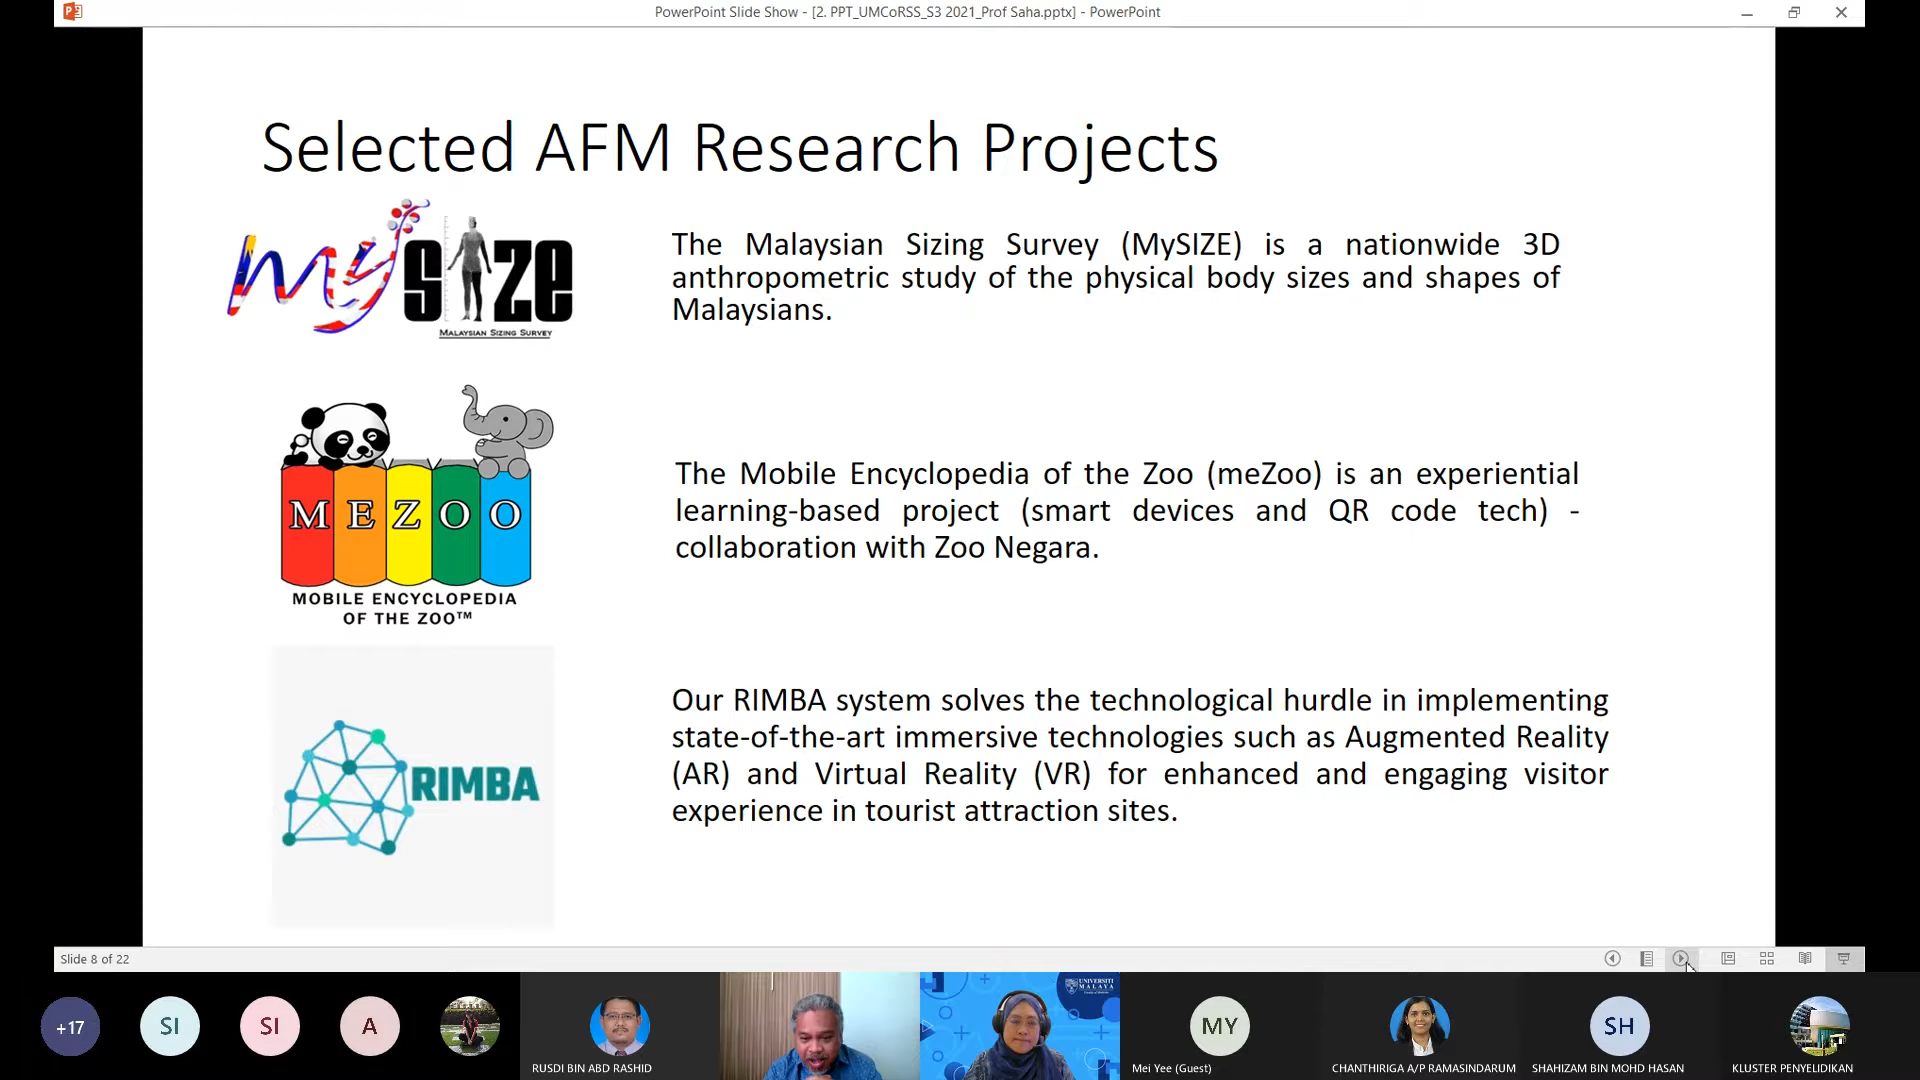 PowerPoint Slide Show - [2. PPT_UMCoRSS_S3 2021_Prof Saha.pptx] - PowerPoint
Selected AFM Research Projects
my SIZE
MALAYSIAN SIZING SURVEY
The Malaysian Sizing Survey (MySIZE) is a nationwide 3D
anthropometric study of the physical body sizes and shapes of
Malaysians.
MEZOO
MOBILE ENCYCLOPEDIA
OF THE ZOO™
The Mobile Encyclopedia of the Zoo (meZoo) is an experiential
learning-based project (smart devices and QR code tech) -
collaboration with Zoo Negara.
RIMBA
Our RIMBA system solves the technological hurdle in implementing
state-of-the-art immersive technologies such as Augmented Reality
(AR) and Virtual Reality (VR) for enhanced and engaging visitor
experience in tourist attraction sites.
Slide 8 of 22
+17
SI
SI
A
RUSDI BIN ABD RASHID
UNIVERSITI
MALAYA
MY
Mei Yee (Guest)
CHANTHIRIGA A/P RAMASINDARUM
SH
SHAHIZAM BIN MOHD HASAN
KLUSTER PENYELIDIKAN